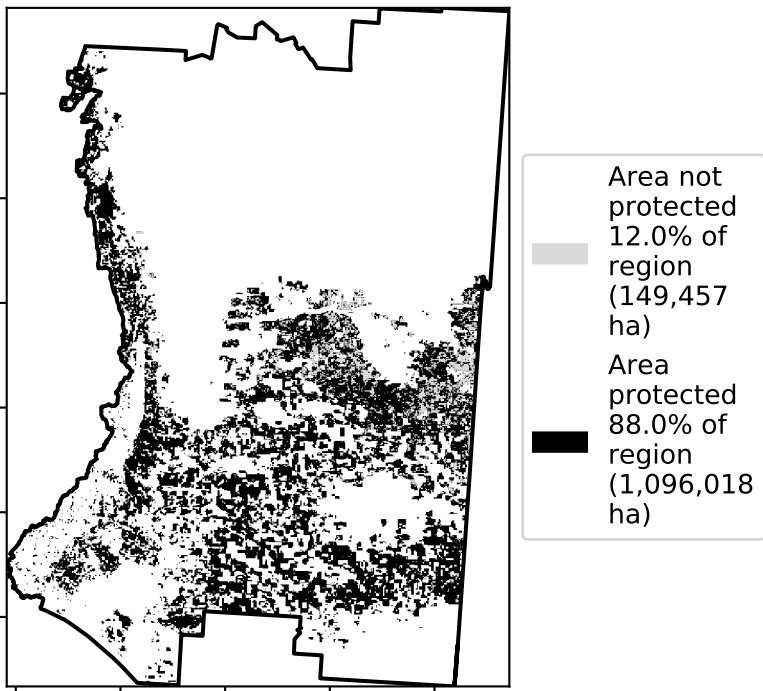 Area not
protected
12.0% of
region
(149,457
ha)
Area
protected
88.0% of
region
(1,096,018
ha)